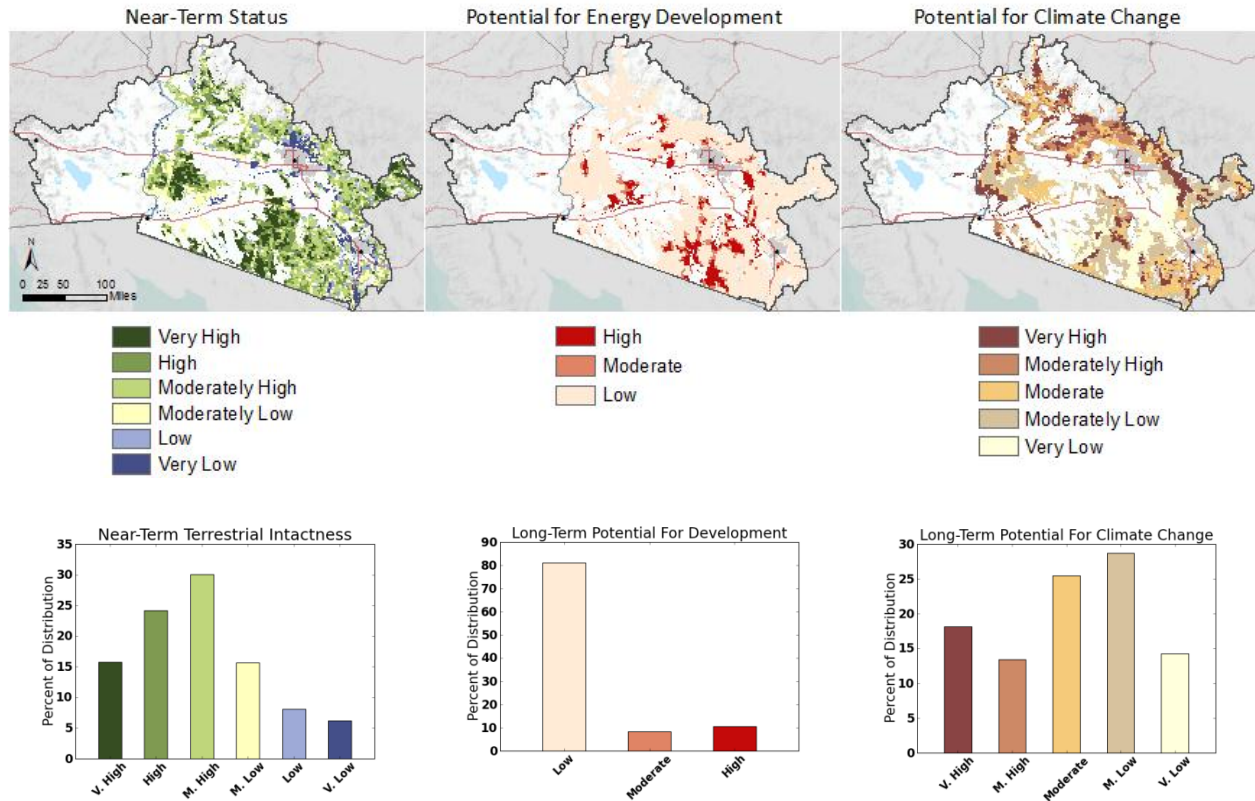 Near-Term Status
Potential for Energy Development
Potential for Climate Change
N
0 25 50 100
Miles
Very High
High
Moderately High
Moderately Low
Low
Very Low
High
Moderate
Low
Very High
Moderately High
Moderate
Moderately Low
Very Low
Near-Term Terrestrial Intactness
Percent of Distribution
35
30
25
20
15
10
5
0
V. High
High
M. High
M. Low
Low
V. Low
Long-Term Potential For Development
Percent of Distribution
90
80
70
60
50
40
30
20
10
0
Low
Moderate
High
Long-Term Potential For Climate Change
Percent of Distribution
30
25
20
15
10
5
0
V. High
M. High
Moderate
M. Low
V. Low